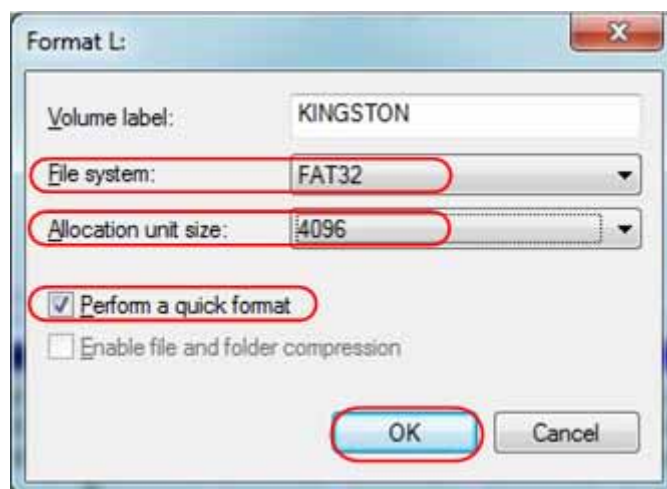 Format L:
Volume label: KINGSTON
File system: FAT32
Allocation unit size: 4096
Perform a quick format
Enable file and folder compression
OK Cancel